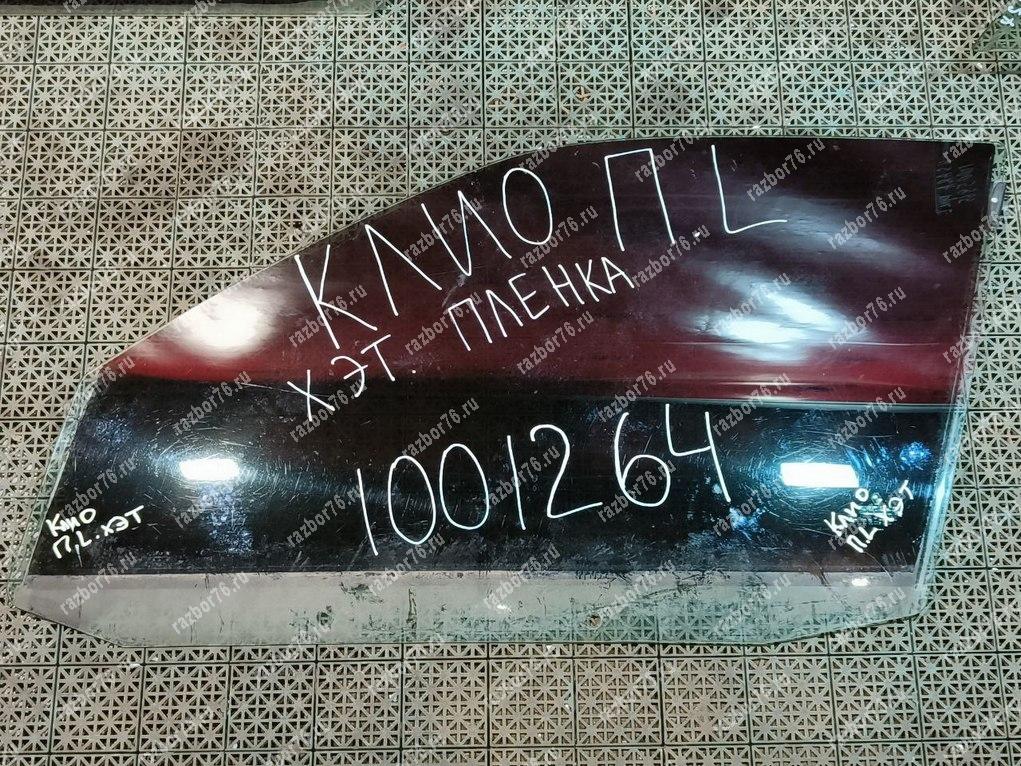 КЛИО П.L
ХЭТ ПЛЕНКА
1001264
КЛИО
П,L.ХЭТ
КЛИО
П.L ХЭТ
razbor76.ru